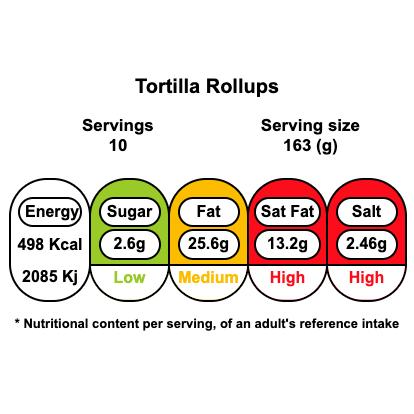 Tortilla Rollups
Servings Serving size
10 163 (g)
Energy Sugar Fat Sat Fat Salt
498 Kcal 2.6g 25.6g 13.2g 2.46g
2085 Kj Low Medium High High
* Nutritional content per serving, of an adult's reference intake